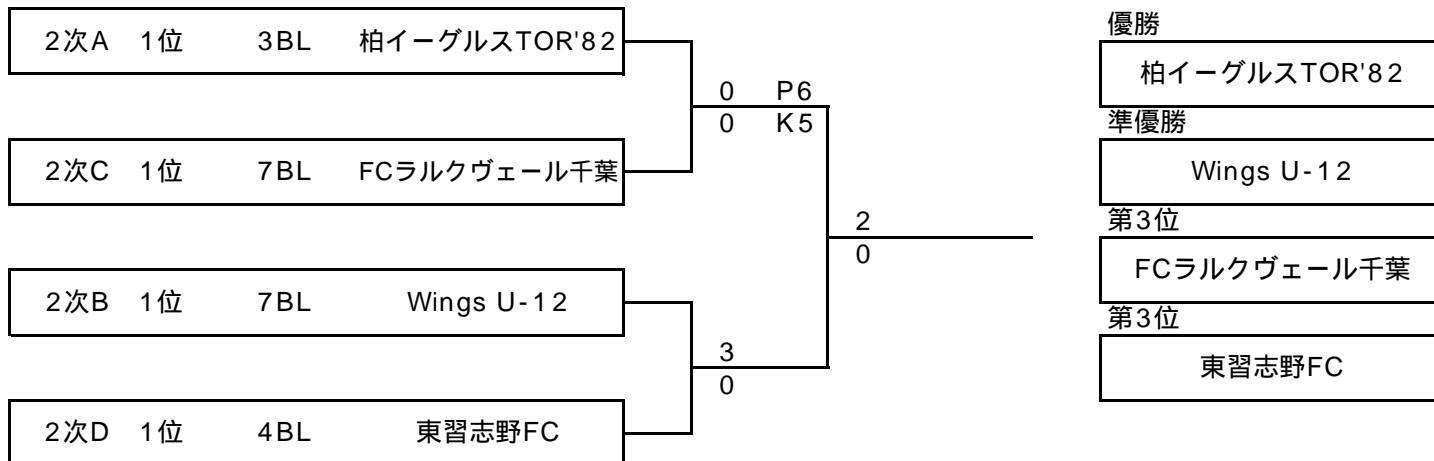 2次A 1位 3BL 柏イーグルスTOR'82
0 P6
0 K5
2次C 1位 7BL FCラルクヴェール千葉
2
0
2次B 1位 7BL Wings U-12
3
0
2次D 1位 4BL 東習志野FC
優勝
柏イーグルスTOR'82
準優勝
Wings U-12
第3位
FCラルクヴェール千葉
第3位
東習志野FC